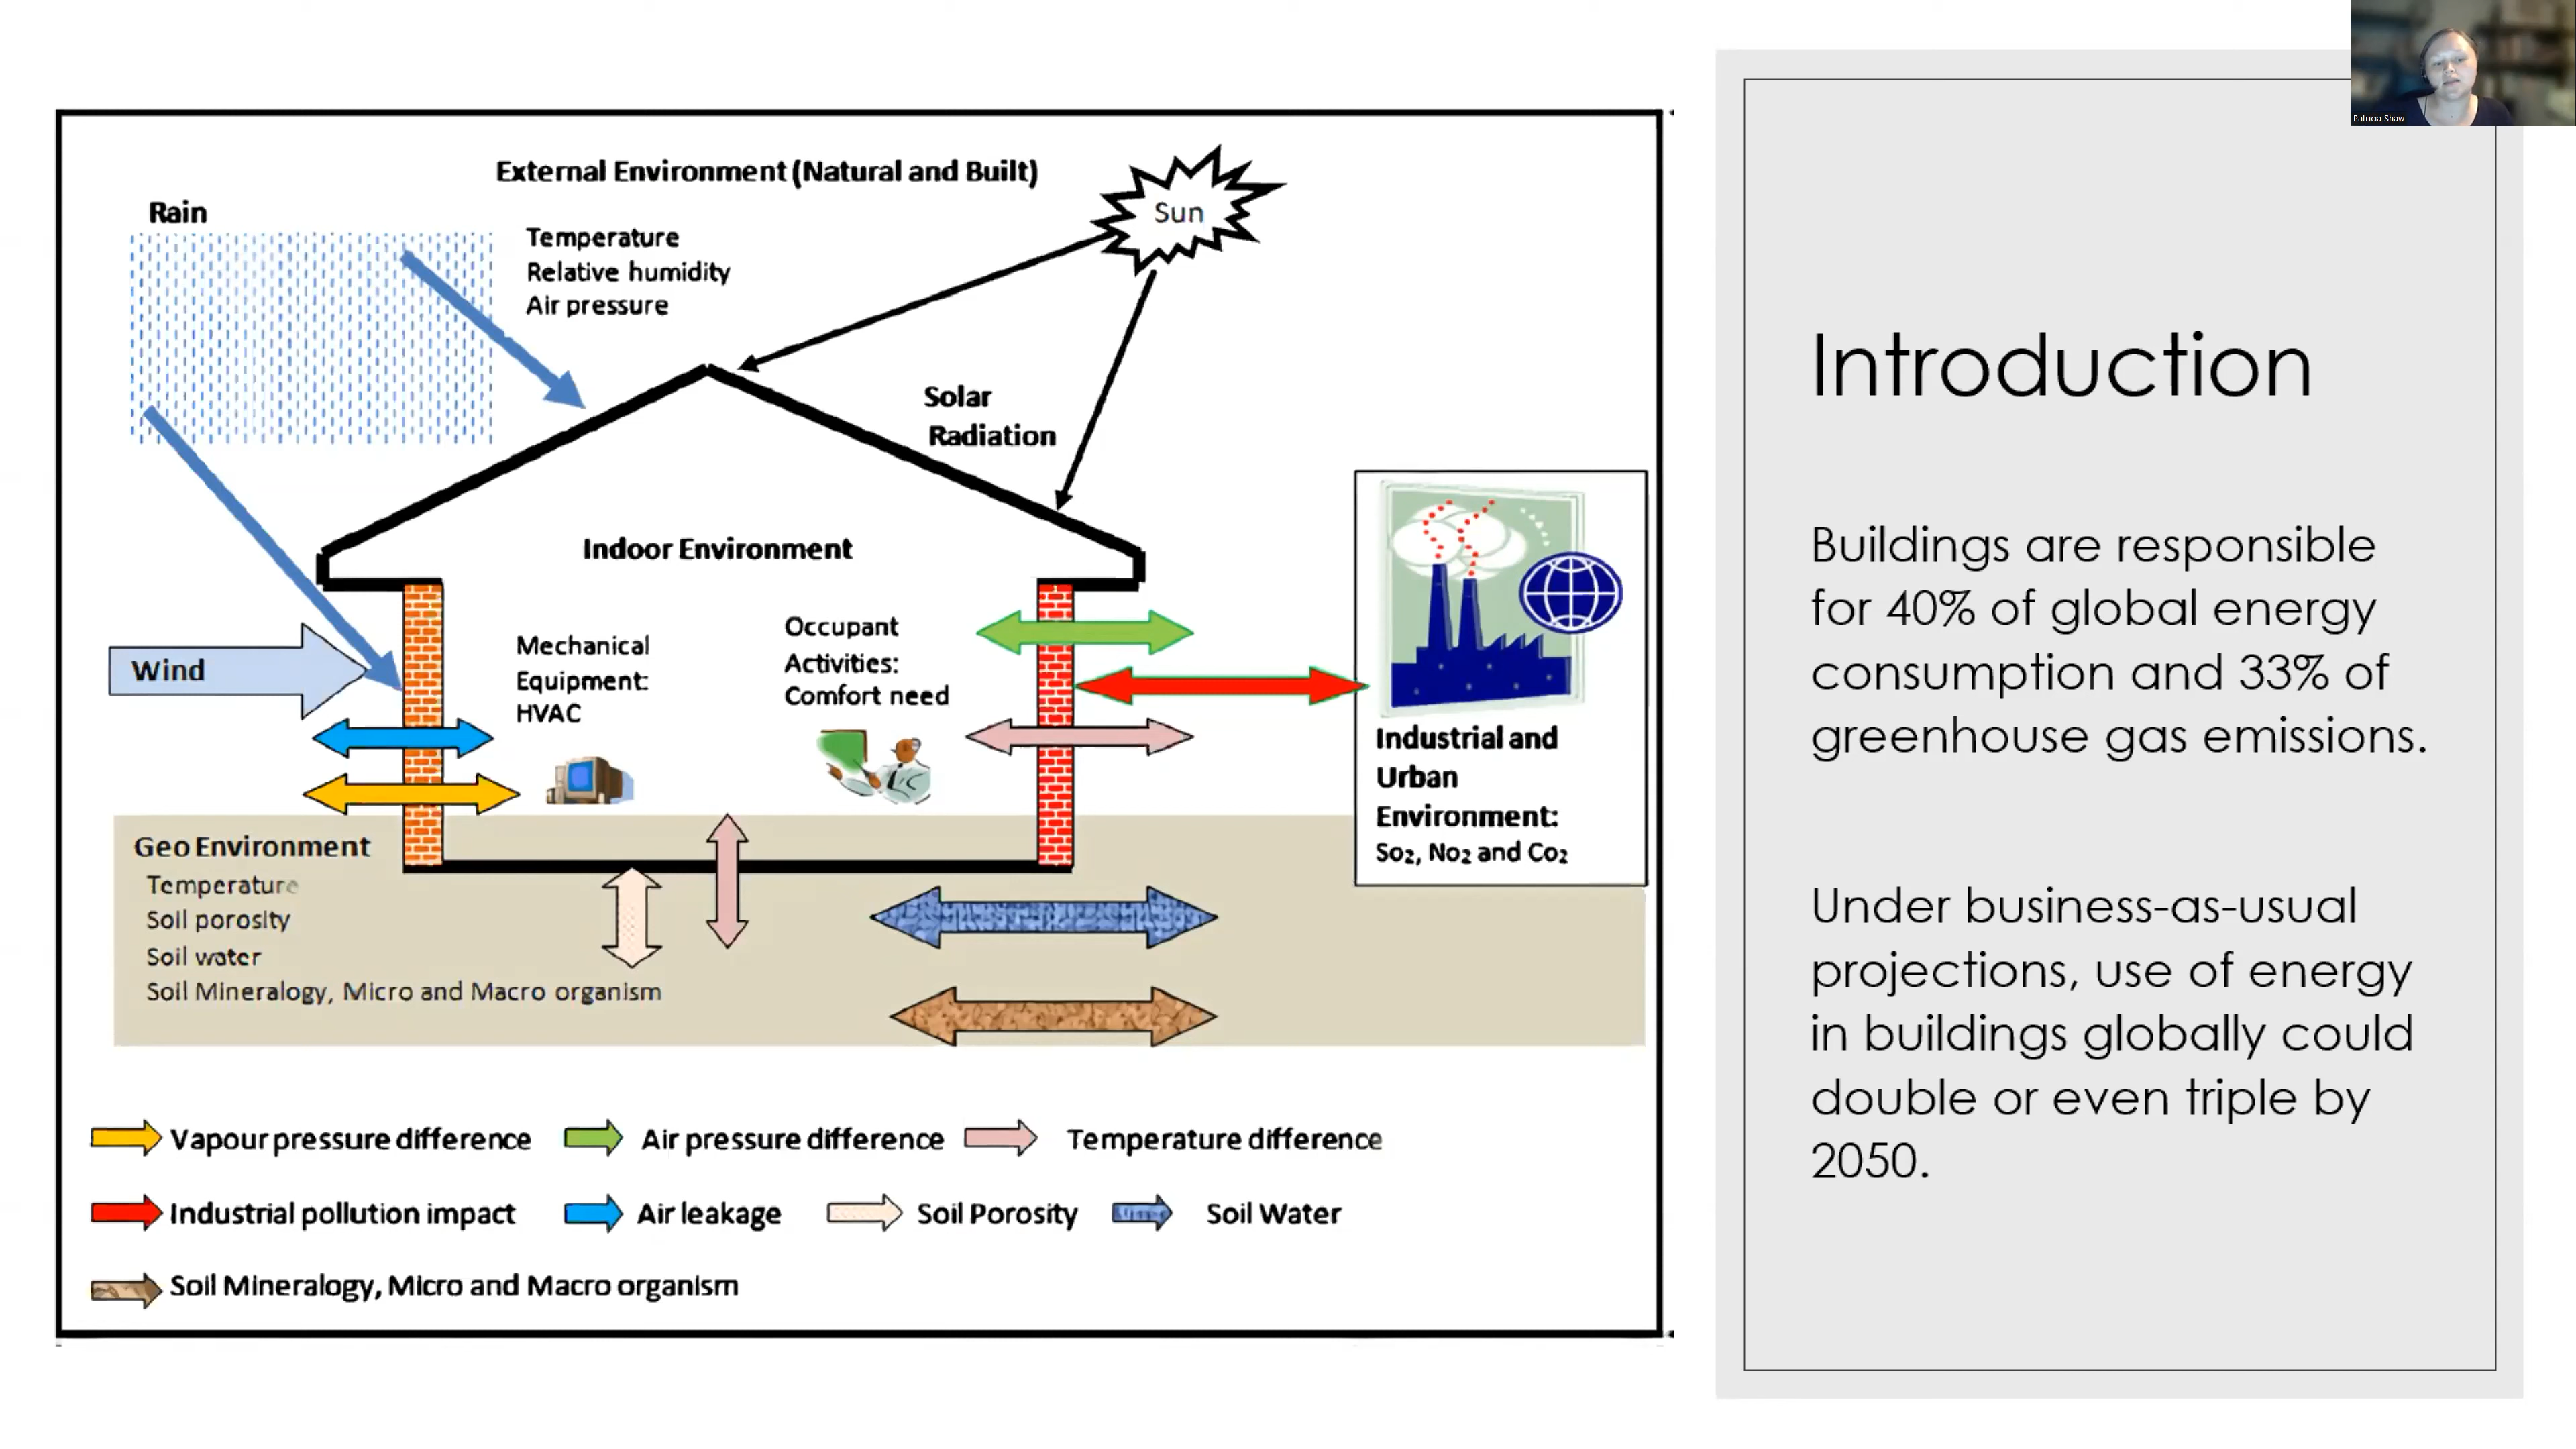 External Environment (Natural and Built)
Rain
Temperature
Relative humidity
Air pressure
Sun
Solar
Radiation
Indoor Environment
Wind
Mechanical
Equipment:
HVAC
Occupant
Activities:
Comfort need
Industrial and
Urban
Environment:
So₂, No₂ and Co₂
Geo Environment
Temperature
Soil porosity
Soil water
Soil Mineralogy, Micro and Macro organism
Vapour pressure difference
Air pressure difference
Temperature difference
Industrial pollution impact
Air leakage
Soil Porosity
Soil Water
Soil Mineralogy, Micro and Macro organism
Patricia Shaw
Introduction
Buildings are responsible
for 40% of global energy
consumption and 33% of
greenhouse gas emissions.
Under business-as-usual
projections, use of energy
in buildings globally could
double or even triple by
2050.